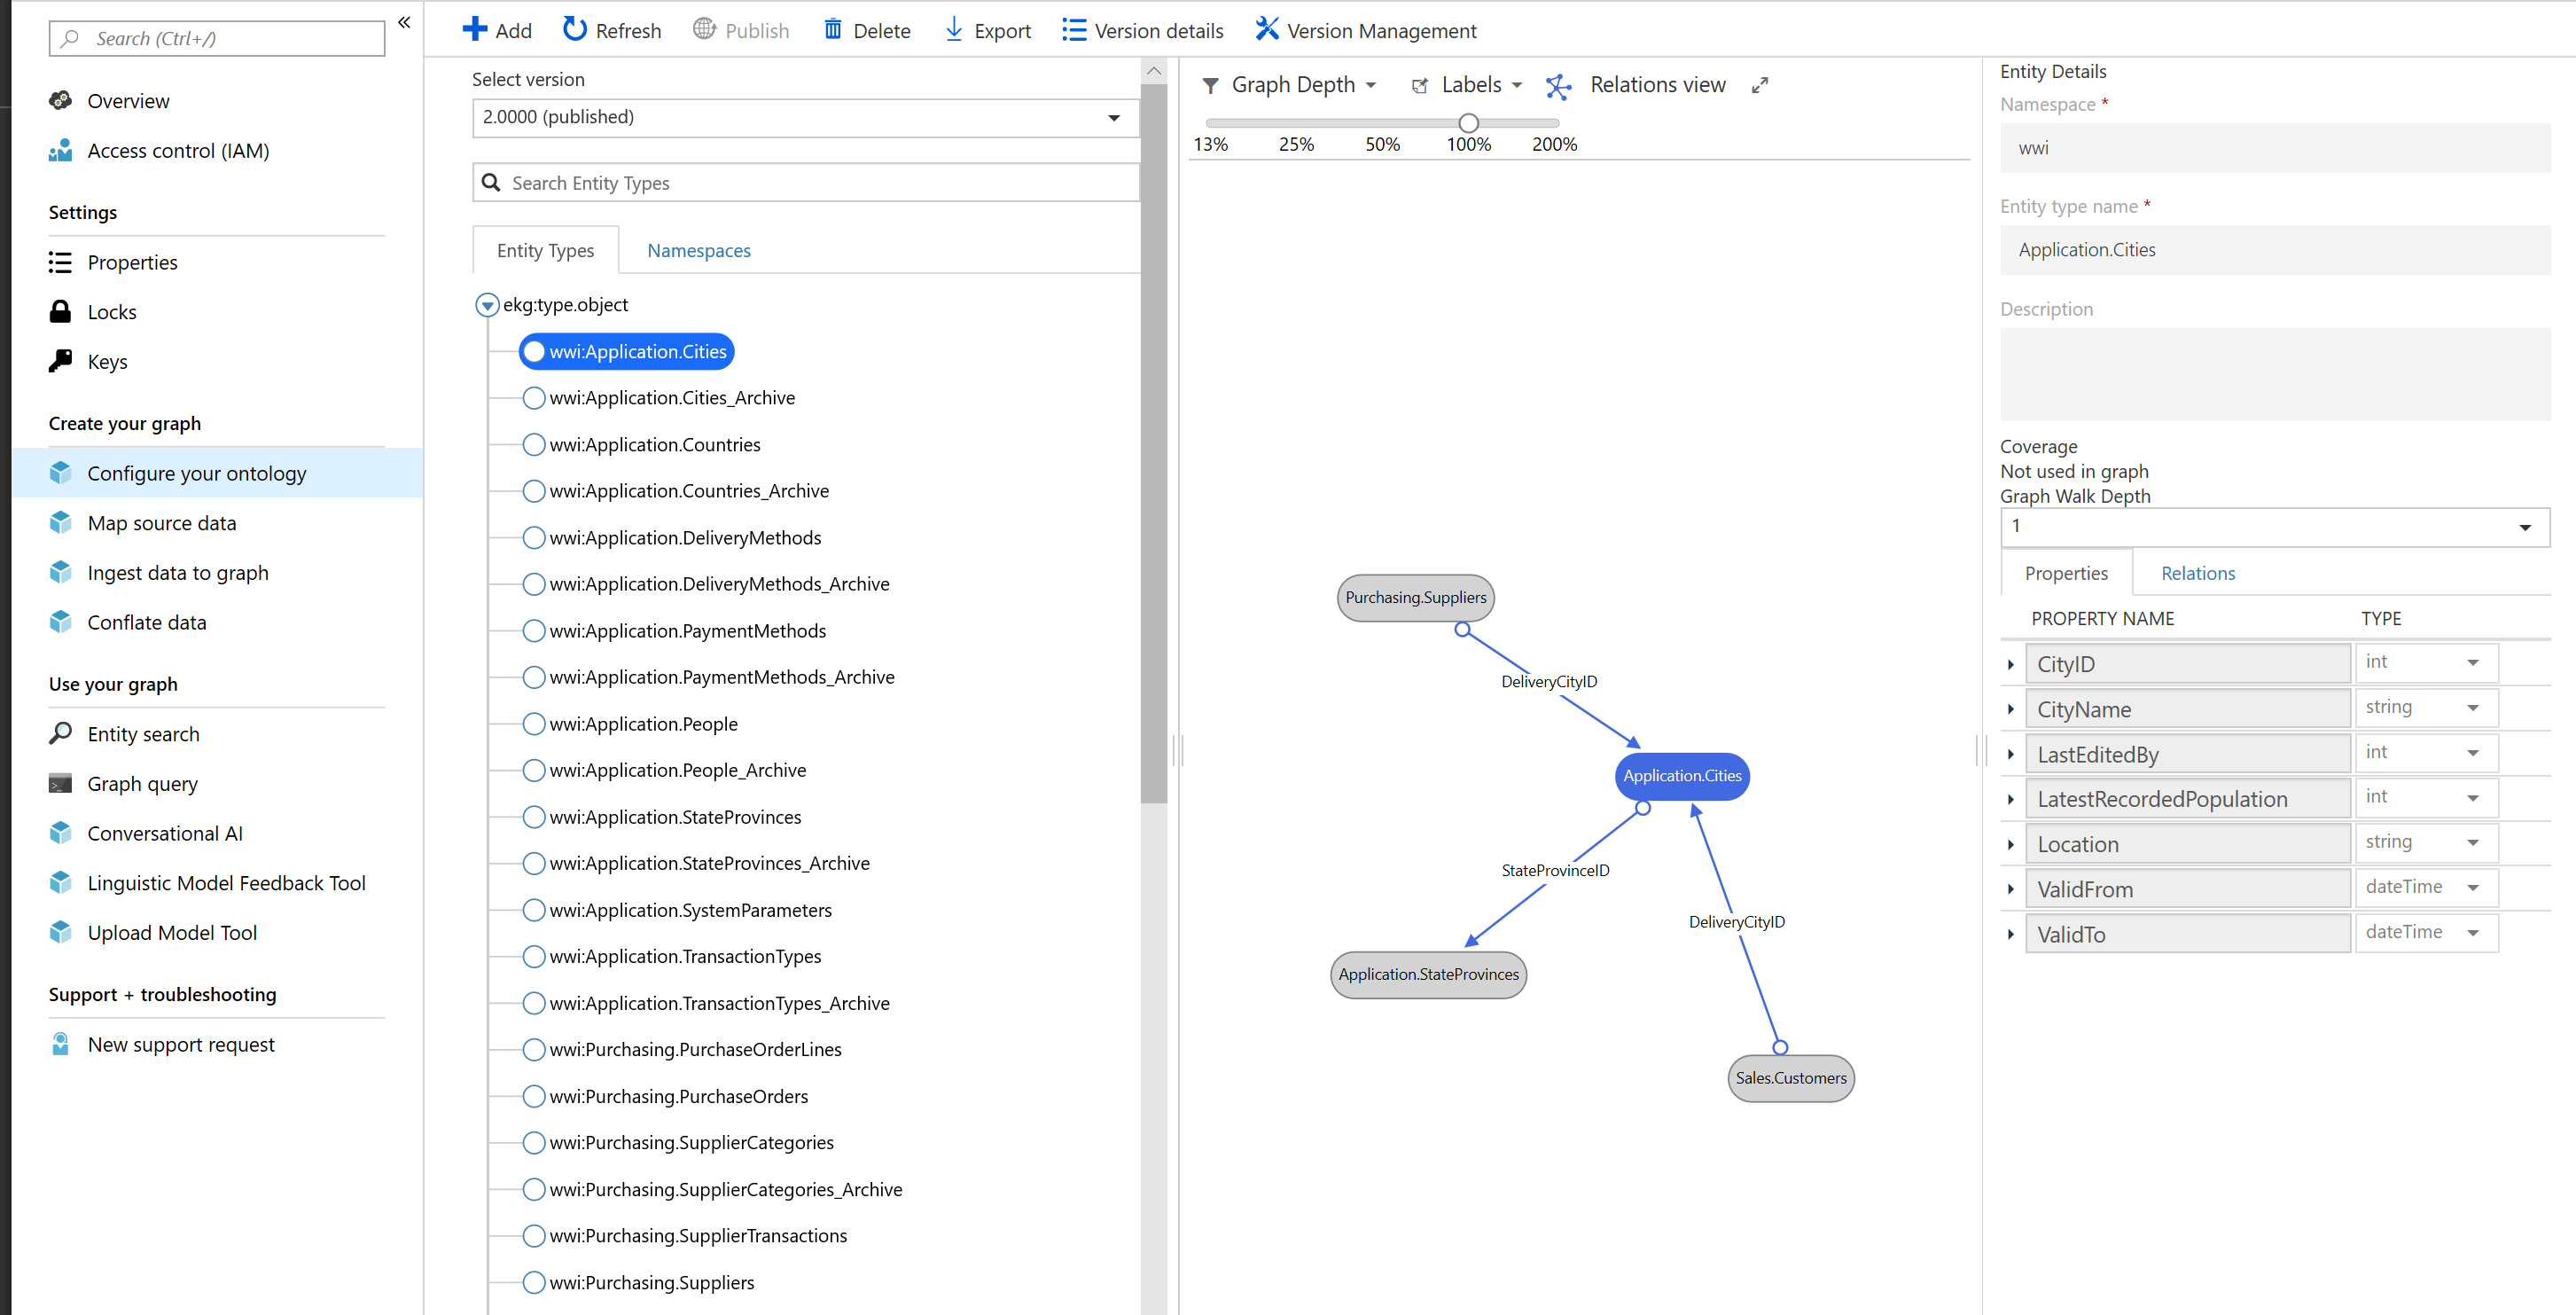 Search (Ctrl+/)
«
Overview
Access control (IAM)
Settings
Properties
Locks
Keys
Create your graph
Configure your ontology
Map source data
Ingest data to graph
Conflate data
Use your graph
Entity search
Graph query
Conversational AI
Linguistic Model Feedback Tool
Upload Model Tool
Support + troubleshooting
New support request
Add Refresh Publish Delete Export Version details Version Management
Select version
2.0000 (published)
Search Entity Types
Entity Types Namespaces
ekg:type.object
wwi:Application.Cities
wwi:Application.Cities_Archive
wwi:Application.Countries
wwi:Application.Countries_Archive
wwi:Application.DeliveryMethods
wwi:Application.DeliveryMethods_Archive
wwi:Application.PaymentMethods
wwi:Application.PaymentMethods_Archive
wwi:Application.People
wwi:Application.People_Archive
wwi:Application.StateProvinces
wwi:Application.StateProvinces_Archive
wwi:Application.SystemParameters
wwi:Application.TransactionTypes
wwi:Application.TransactionTypes_Archive
wwi:Purchasing.PurchaseOrderLines
wwi:Purchasing.PurchaseOrders
wwi:Purchasing.SupplierCategories
wwi:Purchasing.SupplierCategories_Archive
wwi:Purchasing.SupplierTransactions
wwi:Purchasing.Suppliers
Graph Depth Labels Relations view
13% 25% 50% 100% 200%
Purchasing.Suppliers
DeliveryCityID
Application.Cities
StateProvinceID
DeliveryCityID
Application.StateProvinces
Sales.Customers
Entity Details
Namespace *
wwi
Entity type name *
Application.Cities
Description
Coverage
Not used in graph
Graph Walk Depth
1
Properties Relations
PROPERTY NAME TYPE
CityID int
CityName string
LastEditedBy int
LatestRecordedPopulation int
Location string
ValidFrom dateTime
ValidTo dateTime